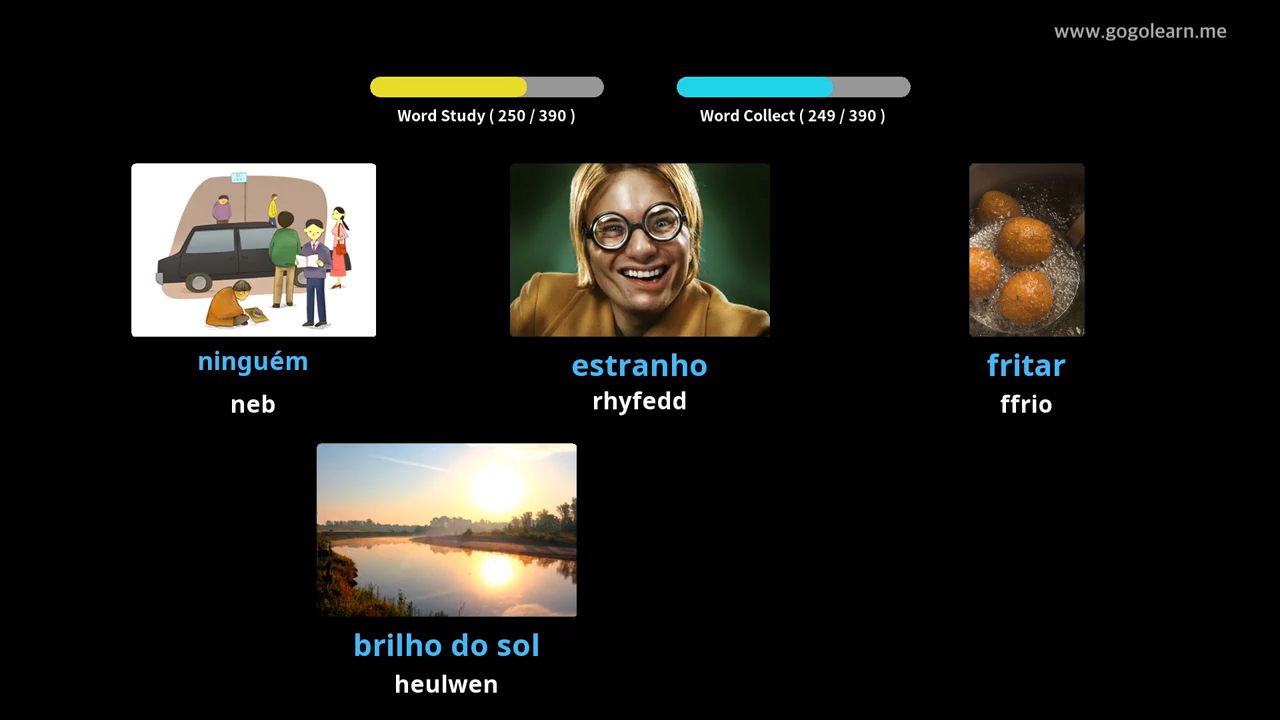 www.gogolearn.me
Word Study ( 250 / 390 )
Word Collect ( 249 / 390 )
ninguém
estranho
fritar
neb
rhyfedd
ffrio
brilho do sol
heulwen